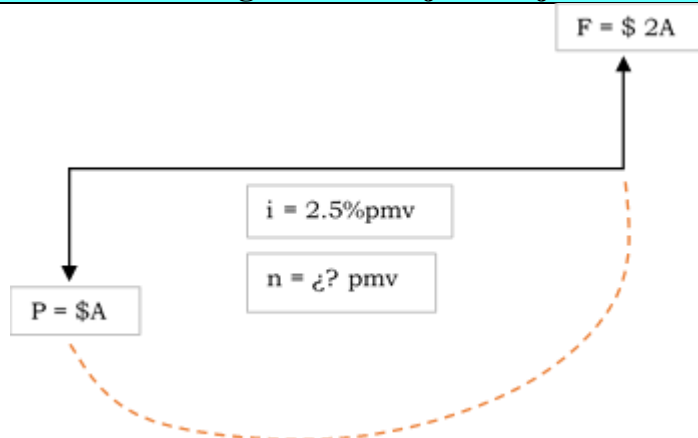 F = $ 2A
i = 2.5%pmv
n = ¿? pmv
P = $A